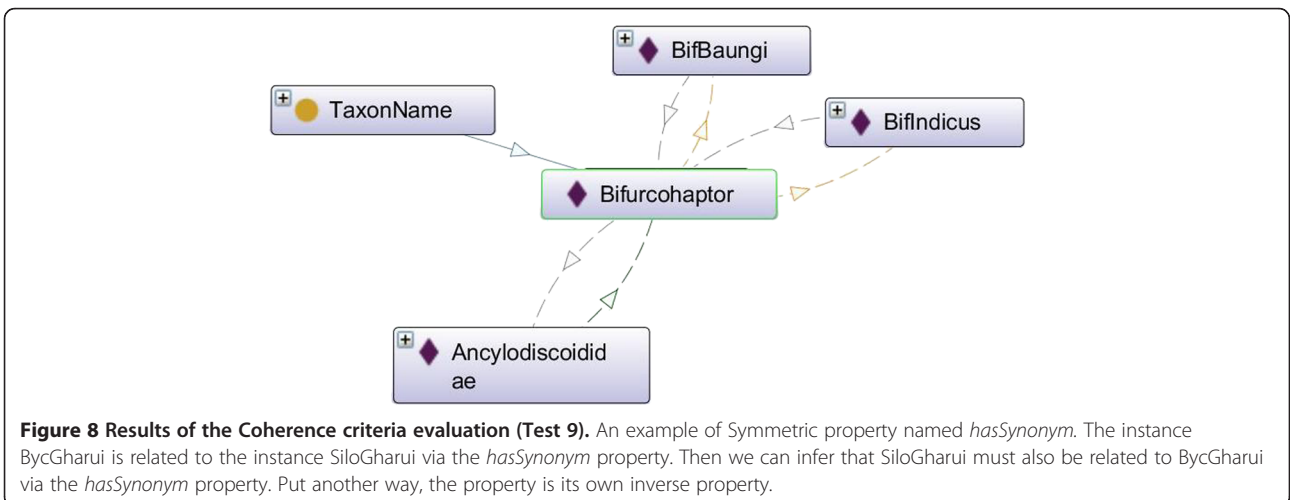 BifBaungi
TaxonName
BifIndicus
Bifurcohaptor
Ancylodiscoidid
ae
Figure 8 Results of the Coherence criteria evaluation (Test 9). An example of Symmetric property named hasSynonym. The instance
BycGharui is related to the instance SiloGharui via the hasSynonym property. Then we can infer that SiloGharui must also be related to BycGharui
via the hasSynonym property. Put another way, the property is its own inverse property.